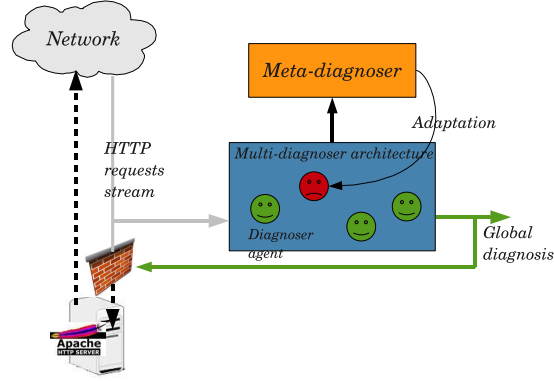 Network
Meta-diagnoser
Adaptation
HTTP
requests
stream
Multi-diagnoser architecture
Diagnoser
agent
Global
diagnosis
Apache
HTTP SERVER